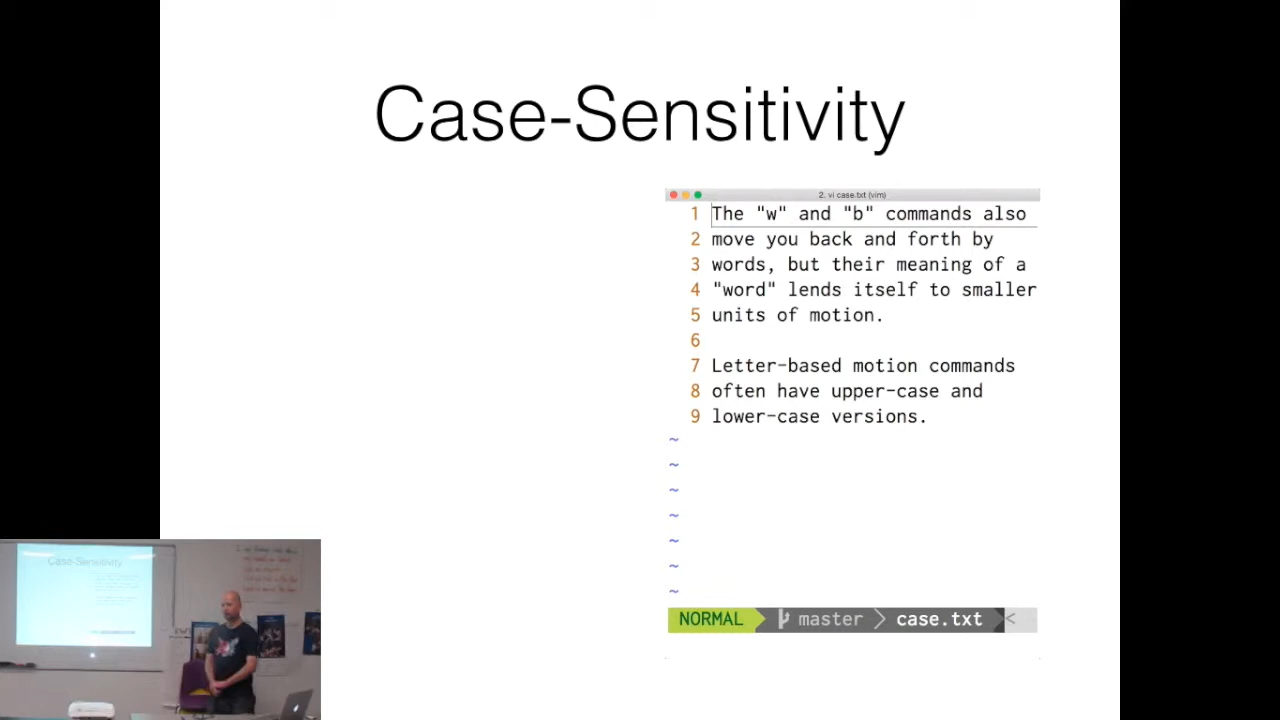 Case-Sensitivity
2. vi case.txt (vim)
1 The "w" and "b" commands also
2 move you back and forth by
3 words, but their meaning of a
4 "word" lends itself to smaller
5 units of motion.
6
7 Letter-based motion commands
8 often have upper-case and
9 lower-case versions.
~
~
~
~
~
~
~
NORMAL master > case.txt <
Case-Sensitivity